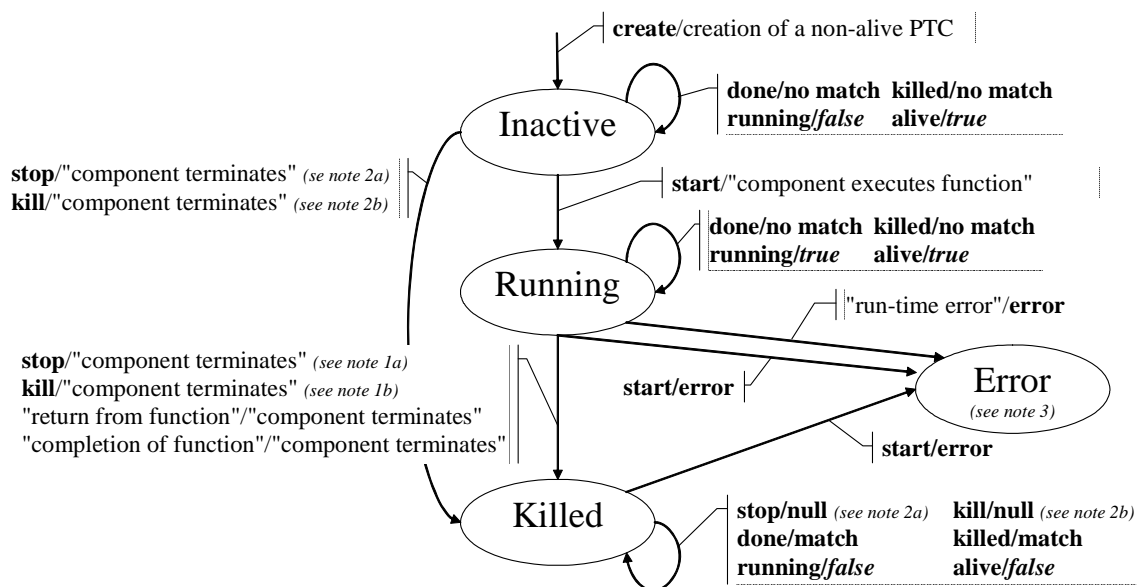 create/creation of a non-alive PTC
done/no match killed/no match
running/false alive/true
Inactive
stop/"component terminates" (se note 2a)
kill/"component terminates" (see note 2b)
start/"component executes function"
done/no match killed/no match
running/true alive/true
Running
"run-time error"/error
stop/"component terminates" (see note 1a)
kill/"component terminates" (see note 1b)
"return from function"/"component terminates"
"completion of function"/"component terminates"
start/error
Error
(see note 3)
start/error
Killed
stop/null (see note 2a) kill/null (see note 2b)
done/match killed/match
running/false alive/false